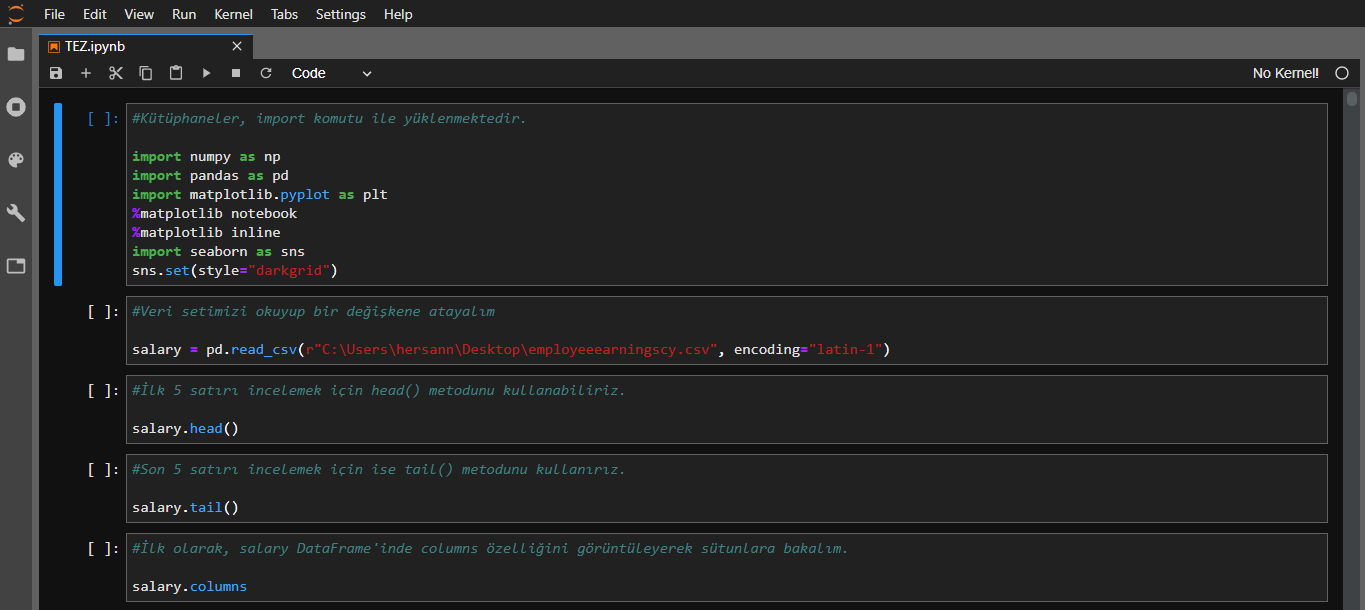 File Edit View Run Kernel Tabs Settings Help
TEZ.ipynb
Code
No Kernel!
[ ]: #Kütüphaneler, import komutu ile yüklenmektedir.
import numpy as np
import pandas as pd
import matplotlib.pyplot as plt
%matplotlib notebook
%matplotlib inline
import seaborn as sns
sns.set(style="darkgrid")
[ ]: #Veri setimizi okuyup bir değişkene atayalım
salary = pd.read_csv(r"C:\Users\hersann\Desktop\employeeearningscy.csv", encoding="latin-1")
[ ]: #İlk 5 satırı incelemek için head() metodunu kullanabiliriz.
salary.head()
[ ]: #Son 5 satırı incelemek için ise tail() metodunu kullanırız.
salary.tail()
[ ]: #İlk olarak, salary DataFrame'inde columns özelliğini görüntüleyerek sütunlara bakalım.
salary.columns